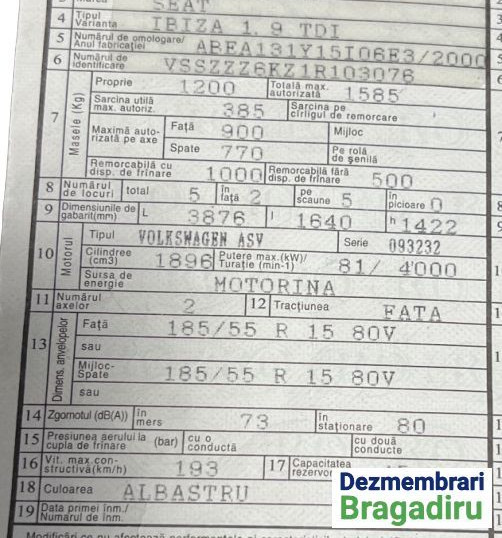 SEAT
4 Tipul Varianta IBIZA 1.9 TDI
5 Numărul de omologare/ Anul fabricației ABFA131Y15I06E3/2000
6 Numărul de identificare VSSZZZ6KZ1R103076
7 Masele (Kg)
Proprie 1200 Totală max. autorizată 1585
Sarcina utilă max. autoriz. 385 Sarcina pe cîrligul de remorcare
Maximă autorizată pe axe Față 900 Mijloc
Spate 770 Pe rolă de șenilă
Remorcabilă cu disp. de frînare 1000 Remorcabilă fără disp. de frînare 500
8 Numărul de locuri total 5 în față 2 pe scaune 5 în picioare 0
9 Dimensiunile de gabarit(mm) L 3876 l 1640 h 1422
10 Motorul Tipul VOLKSWAGEN ASV Serie 093232
Cilindree (cm3) 1896 Putere max.(kW)/ Turație (min-1) 81/ 4000
Sursa de energie MOTORINA
11 Numărul axelor 2 12 Tracțiunea FATA
13 Dimens. anvelopelor Față 185/55 R 15 80V
sau
Mijloc-Spate 185/55 R 15 80V
sau
14 Zgomotul (dB(A)) în mers 73 în staționare 80
15 Presiunea aerului la cupla de frînare (bar) cu o conductă cu două conducte
16 Vit. max.constructivă(km/h) 193 17 Capacitatea
18 Culoarea ALBASTRU
19 Data primei înm./ Numărul de înm.
Dezmembrari
Bragadiru